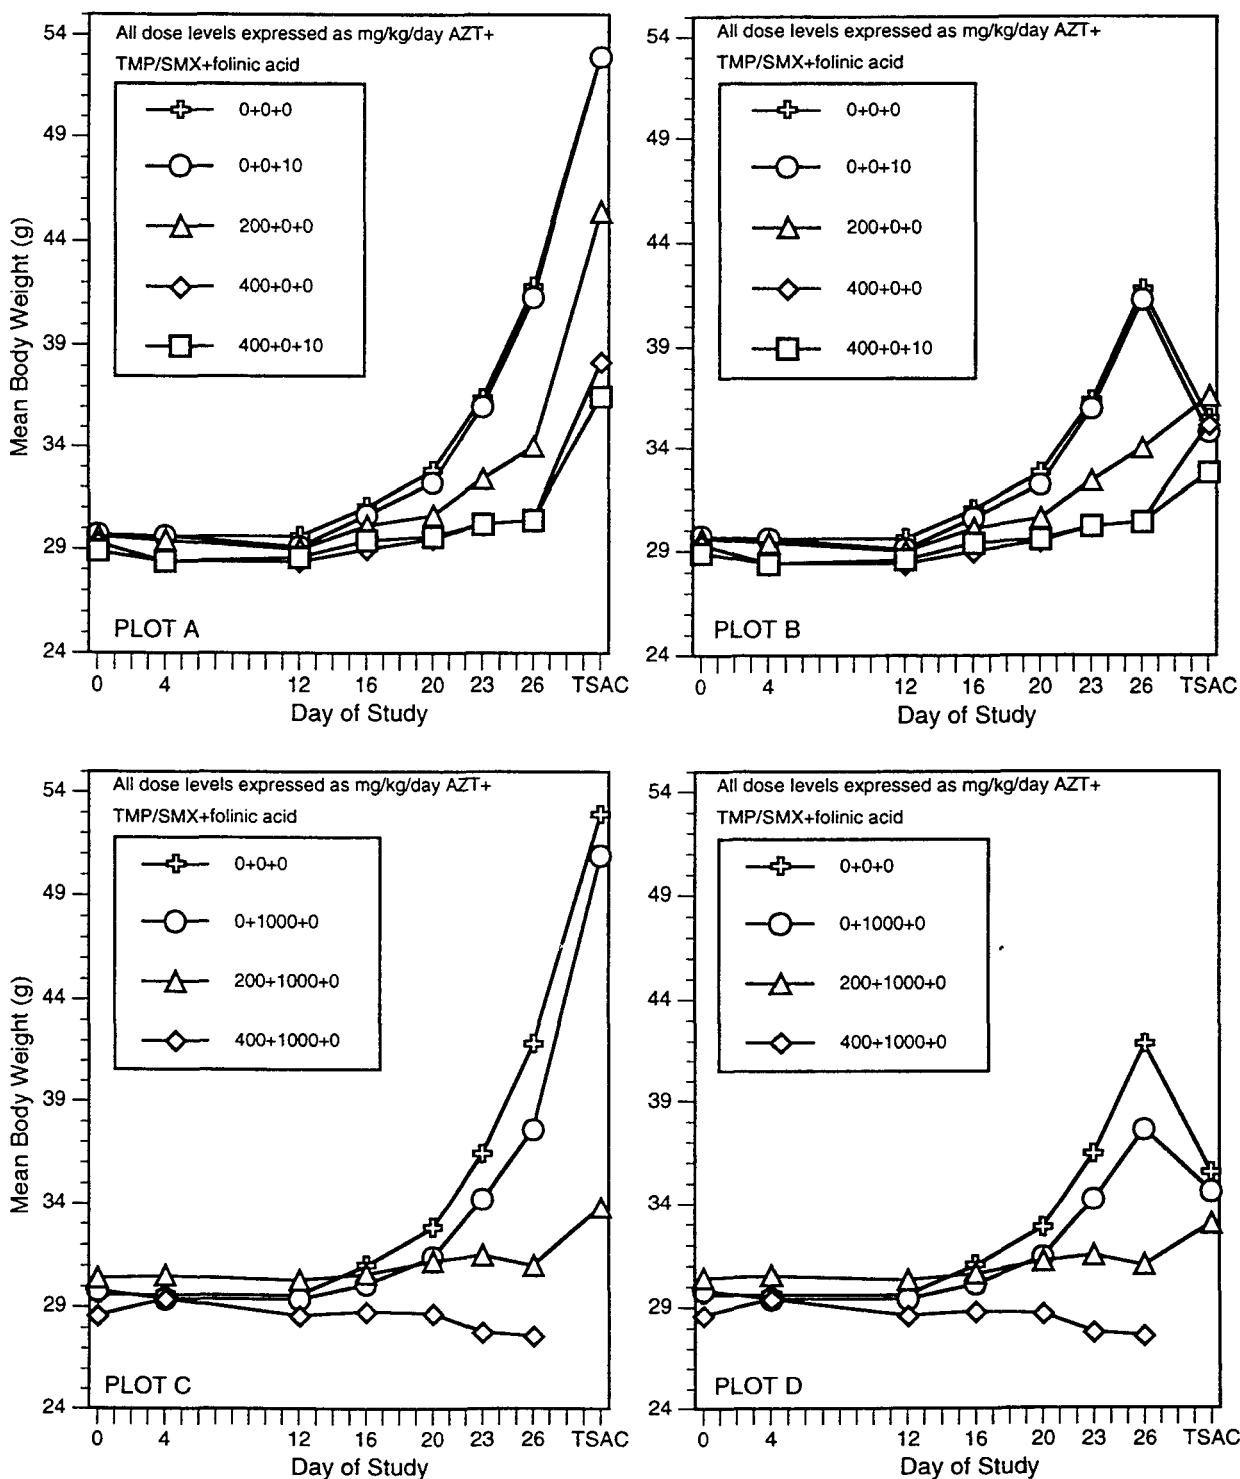 All dose levels expressed as mg/kg/day AZT+
TMP/SMX+folinic acid
0+0+0
0+0+10
200+0+0
400+0+0
400+0+10
54
49
44
39
34
29
24
Mean Body Weight (g)
PLOT A
0 4 12 16 20 23 26 TSAC
Day of Study
All dose levels expressed as mg/kg/day AZT+
TMP/SMX+folinic acid
0+0+0
0+0+10
200+0+0
400+0+0
400+0+10
54
49
44
39
34
29
24
PLOT B
0 4 12 16 20 23 26 TSAC
Day of Study
All dose levels expressed as mg/kg/day AZT+
TMP/SMX+folinic acid
0+0+0
0+1000+0
200+1000+0
400+1000+0
54
49
44
39
34
29
24
Mean Body Weight (g)
PLOT C
0 4 12 16 20 23 26 TSAC
Day of Study
All dose levels expressed as mg/kg/day AZT+
TMP/SMX+folinic acid
0+0+0
0+1000+0
200+1000+0
400+1000+0
54
49
44
39
34
29
24
PLOT D
0 4 12 16 20 23 26 TSAC
Day of Study